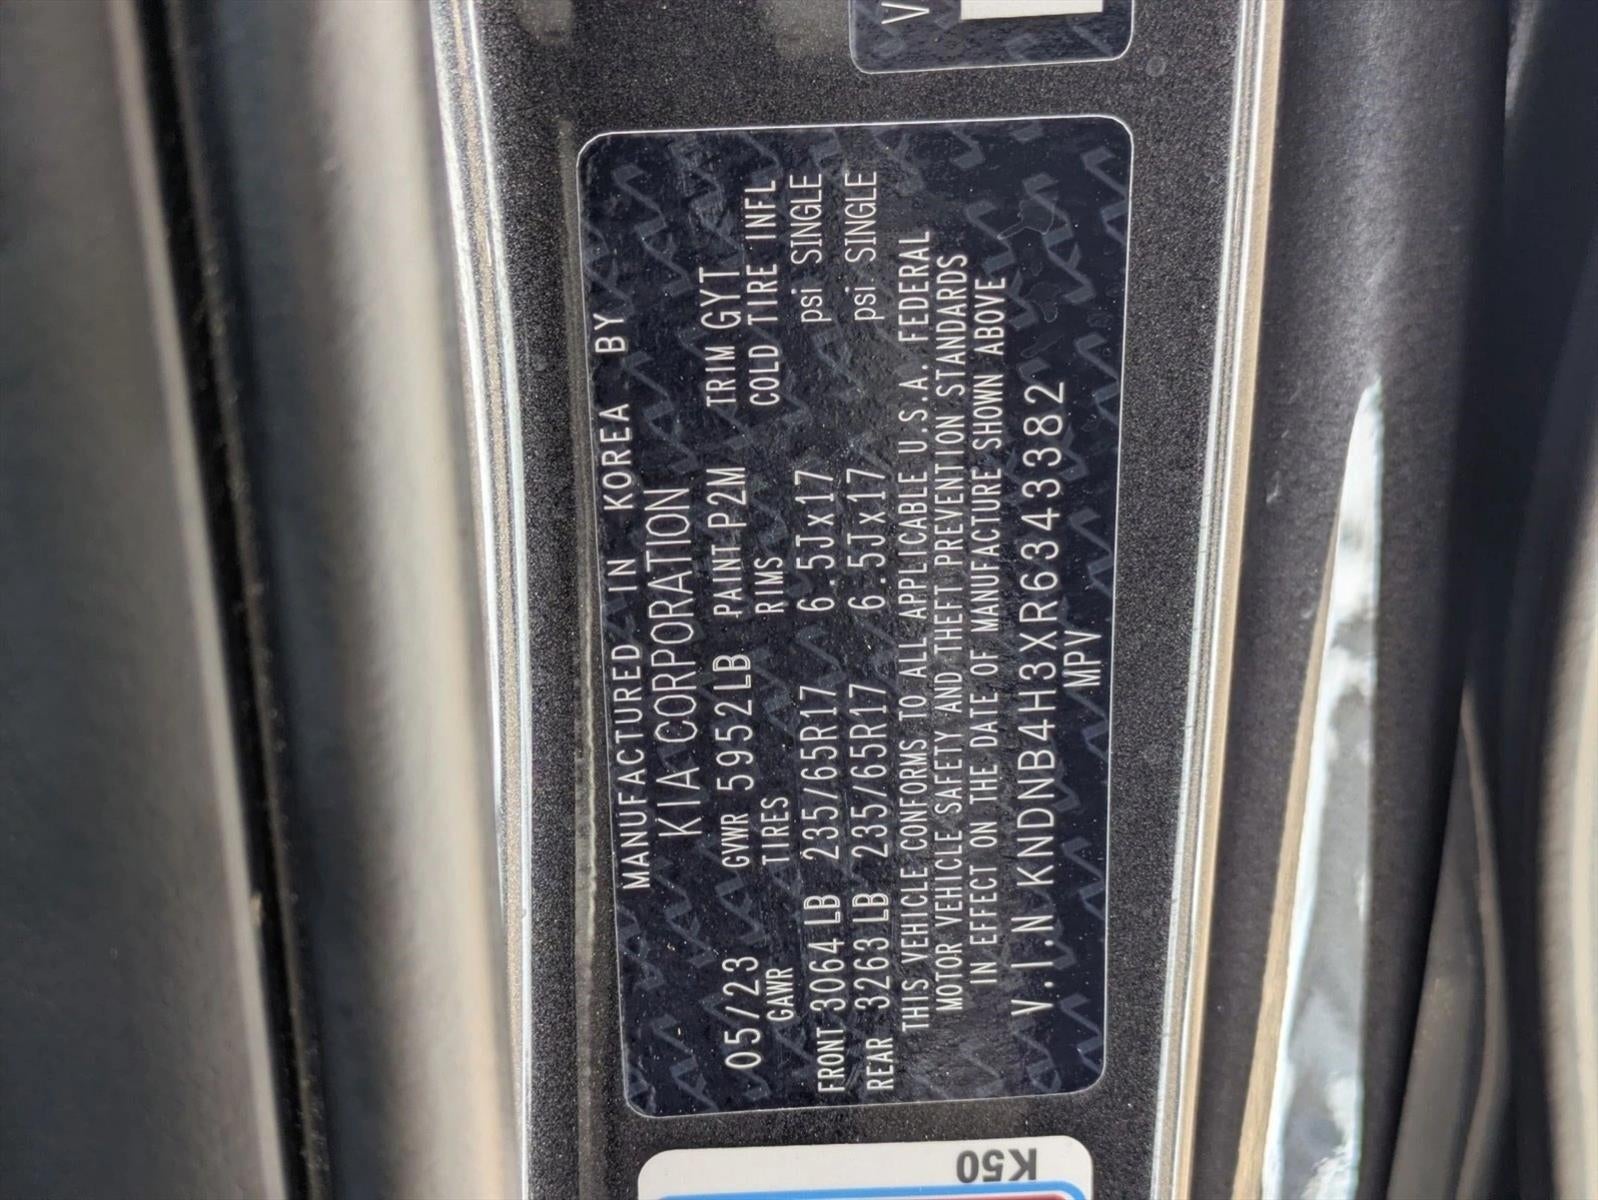 MANUFACTURED IN KOREA BY
KIA CORPORATION
05/23 GVWR 5952LB PAINT P2M TRIM GYT
GAWR TIRES RIMS COLD TIRE INFL
FRONT 3064 LB 235/65R17 6.5Jx17 psi SINGLE
REAR 3263 LB 235/65R17 6.5Jx17 psi SINGLE
THIS VEHICLE CONFORMS TO ALL APPLICABLE U.S.A. FEDERAL
MOTOR VEHICLE SAFETY AND THEFT PREVENTION STANDARDS
IN EFFECT ON THE DATE OF MANUFACTURE SHOWN ABOVE
V.I.N KNDNB4H3XR6343382
MPV
K50
V